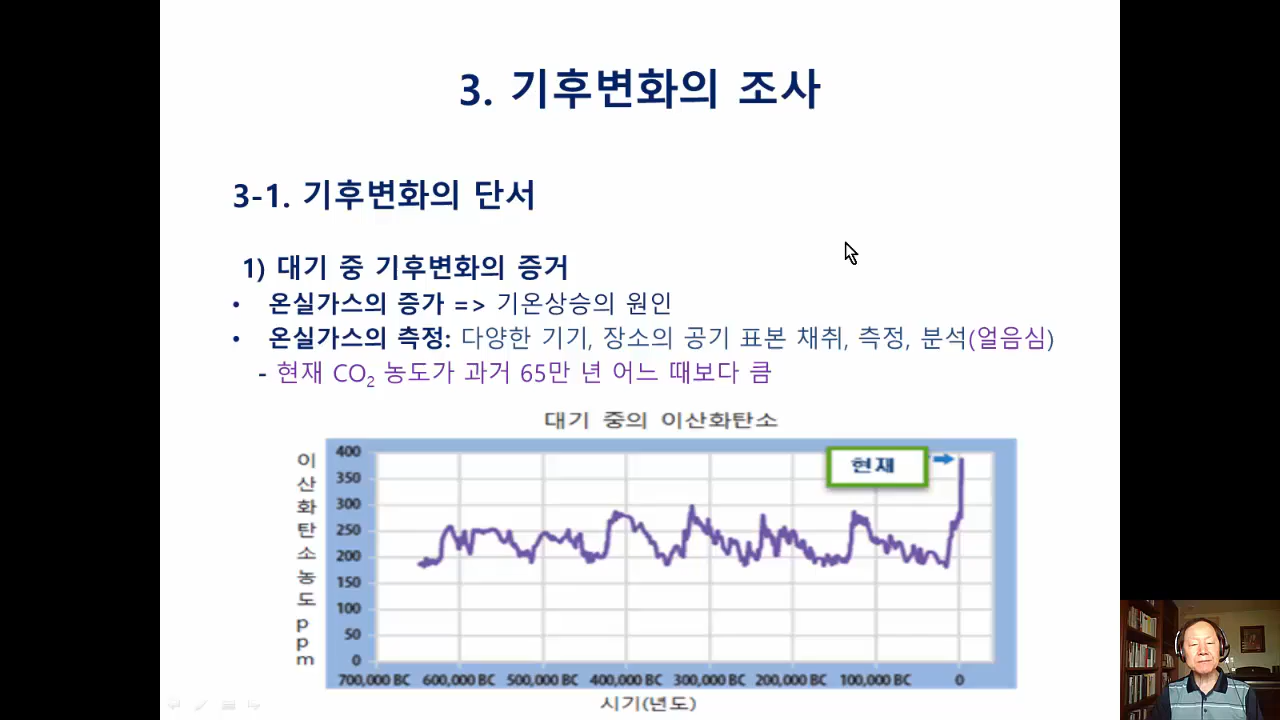 3. 기후변화의 조사
3-1. 기후변화의 단서
1) 대기 중 기후변화의 증거
• 온실가스의 증가 => 기온상승의 원인
• 온실가스의 측정: 다양한 기기, 장소의 공기 표본 채취, 측정, 분석(얼음심)
- 현재 CO₂ 농도가 과거 65만 년 어느 때보다 큼
대기 중의 이산화탄소
이산화탄소농도 ppm
현재
400
350
300
250
200
150
100
50
0
700,000 BC 600,000 BC 500,000 BC 400,000 BC 300,000 BC 200,000 BC 100,000 BC 0
시기(년도)